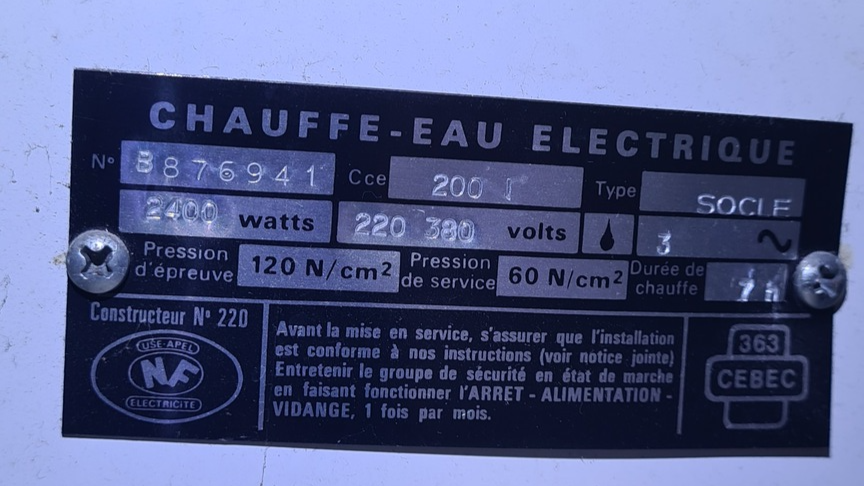 CHAUFFE-EAU ELECTRIQUE
N° 8876941 Cce 200 l Type SOCLE
2400 watts 220 380 volts 3 ~
Pression d'épreuve 120 N/cm² Pression de service 60 N/cm² Durée de chauffe
Constructeur N° 220
USE-APEL
NF
ELECTRICITE
Avant la mise en service, s'assurer que l'installation
est conforme à nos instructions (voir notice jointe)
Entretenir le groupe de sécurité en état de marche
en faisant fonctionner l'ARRET - ALIMENTATION -
VIDANGE, 1 fois par mois.
363
CEBEC